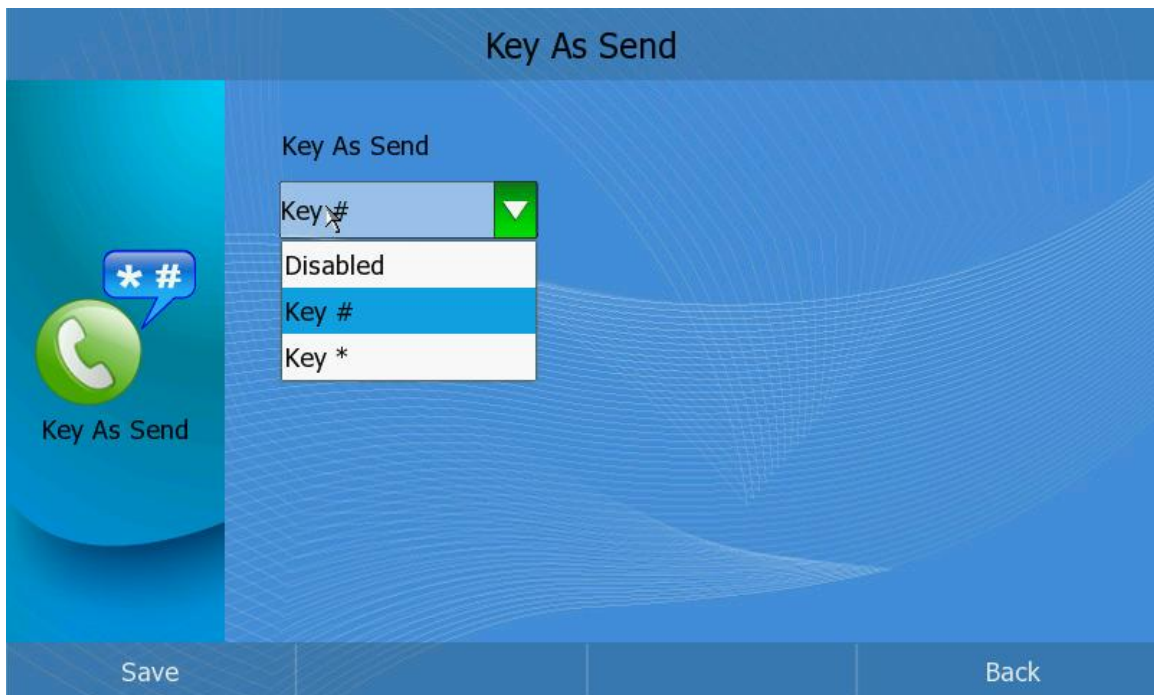 Key As Send
Key As Send
Key #
Disabled
Key #
Key *
* #
Key As Send
Save
Back